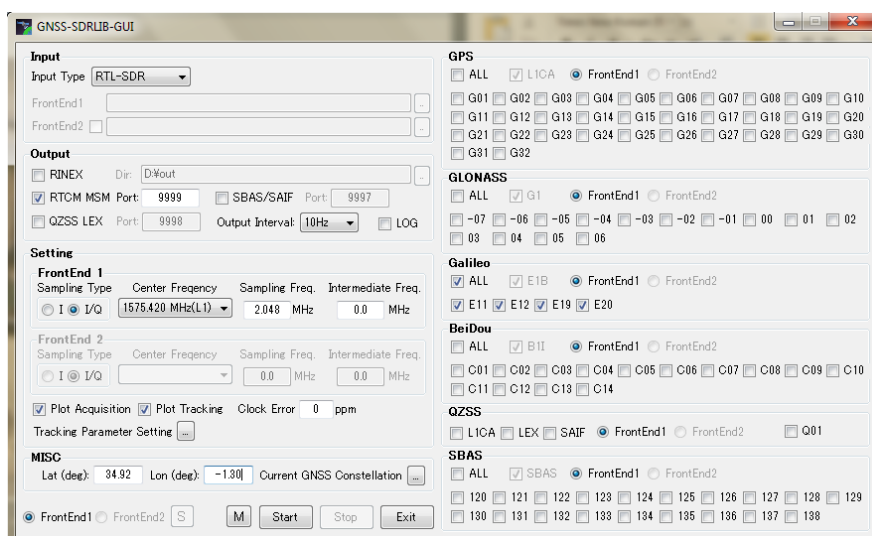 GNSS-SDRLIB-GUI
Input
Input Type RTL-SDR
FrontEnd1 ..
FrontEnd2 ..
Output
RINEX Dir: D:¥out ..
RTCM MSM Port: 9999 SBAS/SAIF Port: 9997
QZSS LEX Port: 9998 Output Interval: 10Hz LOG
Setting
FrontEnd 1
Sampling Type Center Freqency Sampling Freq. Intermediate Freq.
I I/Q 1575.420 MHz(L1) 2.048 MHz 0.0 MHz
FrontEnd 2
Sampling Type Center Freqency Sampling Freq. Intermediate Freq.
I I/Q 0.0 MHz 0.0 MHz
Plot Acquisition Plot Tracking Clock Error 0 ppm
Tracking Parameter Setting ...
MISC
Lat (deg): 34.92 Lon (deg): -1.30 Current GNSS Constellation ...
FrontEnd1 FrontEnd2 S M Start Stop Exit
GPS
ALL L1CA FrontEnd1 FrontEnd2
G01 G02 G03 G04 G05 G06 G07 G08 G09 G10
G11 G12 G13 G14 G15 G16 G17 G18 G19 G20
G21 G22 G23 G24 G25 G26 G27 G28 G29 G30
G31 G32
GLONASS
ALL G1 FrontEnd1 FrontEnd2
-07 -06 -05 -04 -03 -02 -01 00 01 02
03 04 05 06
Galileo
ALL E1B FrontEnd1 FrontEnd2
E11 E12 E19 E20
BeiDou
ALL B1I FrontEnd1 FrontEnd2
C01 C02 C03 C04 C05 C06 C07 C08 C09 C10
C11 C12 C13 C14
QZSS
L1CA LEX SAIF FrontEnd1 FrontEnd2 Q01
SBAS
ALL SBAS FrontEnd1 FrontEnd2
120 121 122 123 124 125 126 127 128 129
130 131 132 133 134 135 136 137 138